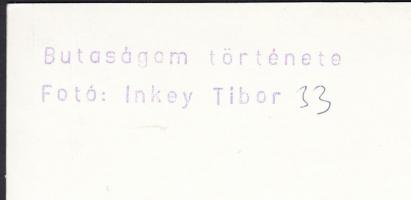 Butaságom története
Fotó: Inkey Tibor 33